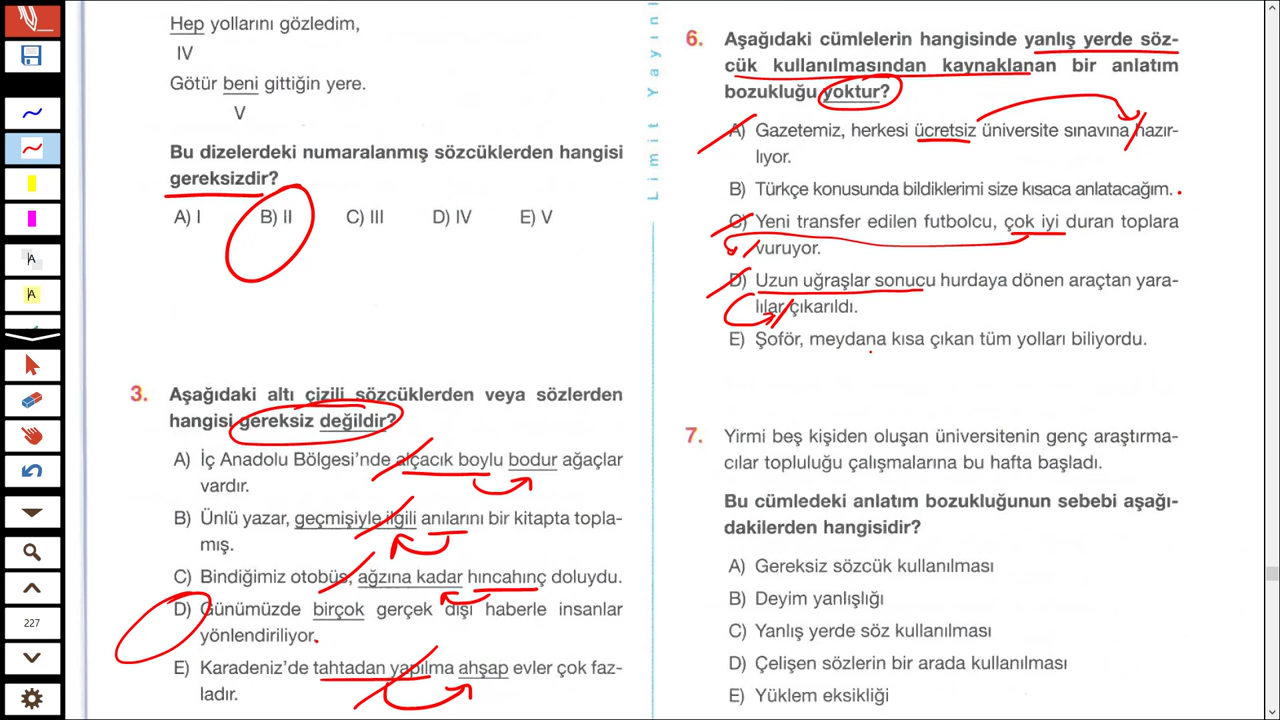 Hep yollarını gözledim,
IV
Götür beni gittiğin yere.
V
Bu dizelerdeki numaralanmış sözcüklerden hangisi
gereksizdir?
A) I B) II C) III D) IV E) V
3. Aşağıdaki altı çizili sözcüklerden veya sözlerden
hangisi gereksiz değildir?
A) İç Anadolu Bölgesi’nde alçacık boylu bodur ağaçlar
vardır.
B) Ünlü yazar, geçmişiyle ilgili anılarını bir kitapta topla-
mış.
C) Bindiğimiz otobüs, ağzına kadar hıncahınç doluydu.
D) Günümüzde birçok gerçek dışı haberle insanlar
yönlendiriliyor.
E) Karadeniz’de tahtadan yapılma ahşap evler çok faz-
ladır.
Limit Yayınl
6. Aşağıdaki cümlelerin hangisinde yanlış yerde söz-
cük kullanılmasından kaynaklanan bir anlatım
bozukluğu yoktur?
A) Gazetemiz, herkesi ücretsiz üniversite sınavına hazır-
lıyor.
B) Türkçe konusunda bildiklerimi size kısaca anlatacağım.
C) Yeni transfer edilen futbolcu, çok iyi duran toplara
vuruyor.
D) Uzun uğraşlar sonucu hurdaya dönen araçtan yara-
lılar çıkarıldı.
E) Şoför, meydana kısa çıkan tüm yolları biliyordu.
7. Yirmi beş kişiden oluşan üniversitenin genç araştırma-
cılar topluluğu çalışmalarına bu hafta başladı.
Bu cümledeki anlatım bozukluğunun sebebi aşağı-
dakilerden hangisidir?
A) Gereksiz sözcük kullanılması
B) Deyim yanlışlığı
C) Yanlış yerde söz kullanılması
D) Çelişen sözlerin bir arada kullanılması
E) Yüklem eksikliği
A
A
227